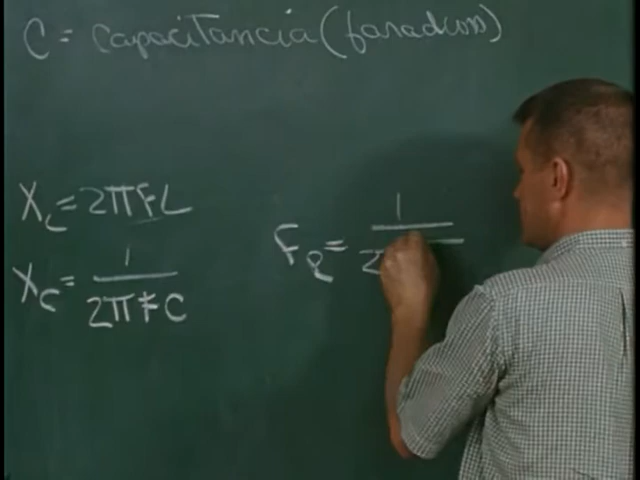 C = Capacitancia (faradios)
X_L = 2πFL
X_C = 1 / 2πFC
F_R = 1 / 2